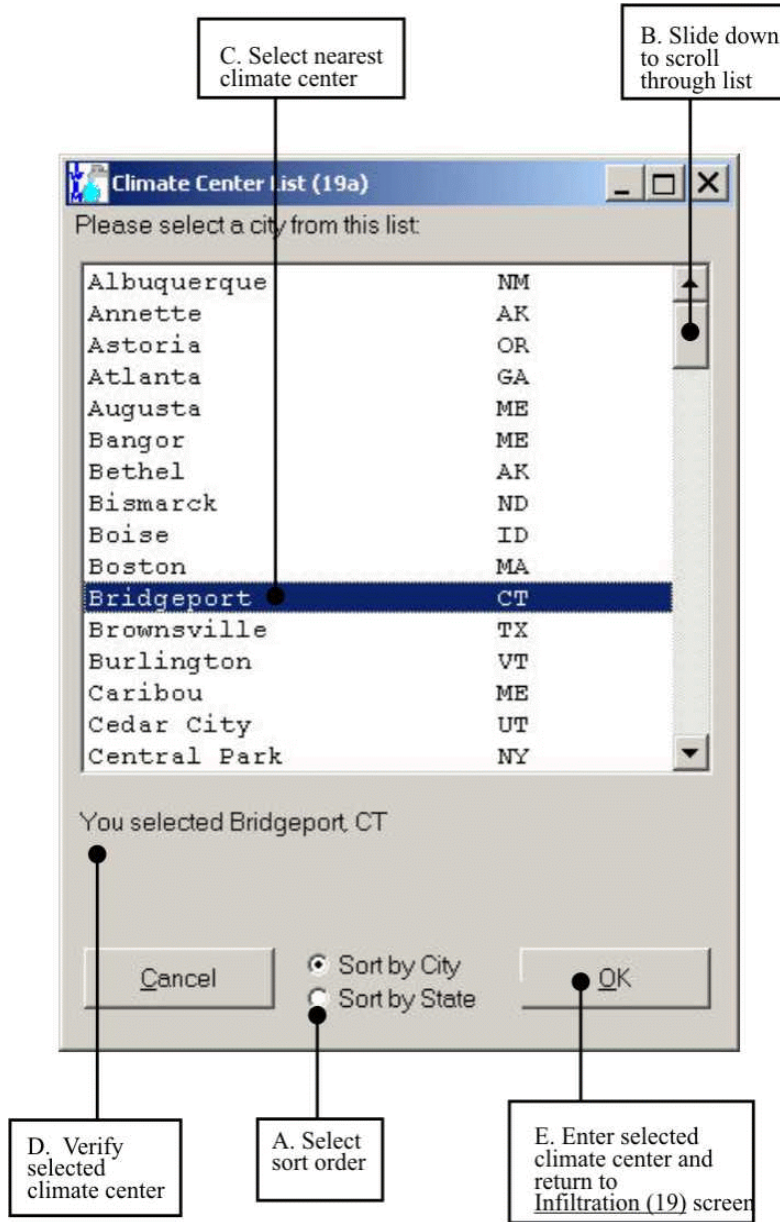 C. Select nearest
climate center
B. Slide down
to scroll
through list
Climate Center List (19a)
Please select a city from this list:
Albuquerque NM
Annette AK
Astoria OR
Atlanta GA
Augusta ME
Bangor ME
Bethel AK
Bismarck ND
Boise ID
Boston MA
Bridgeport CT
Brownsville TX
Burlington VT
Caribou ME
Cedar City UT
Central Park NY
You selected Bridgeport, CT
Cancel
Sort by City
Sort by State
OK
D. Verify
selected
climate center
A. Select
sort order
E. Enter selected
climate center and
return to
Infiltration (19) screen